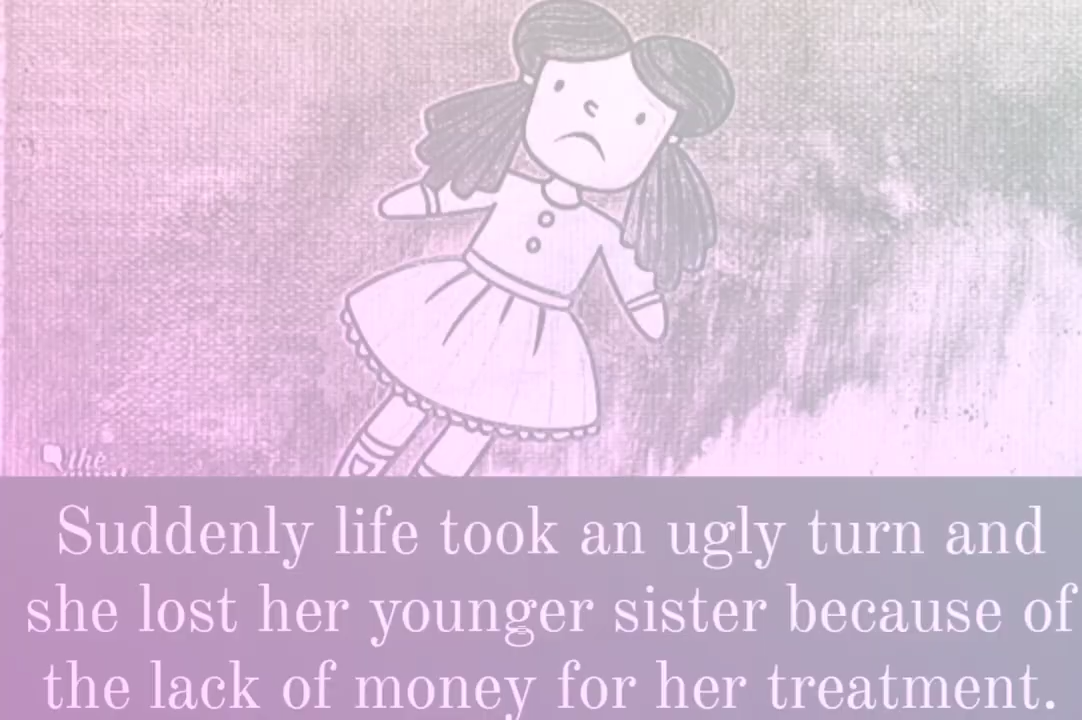 the
Suddenly life took an ugly turn and
she lost her younger sister because of
the lack of money for her treatment.